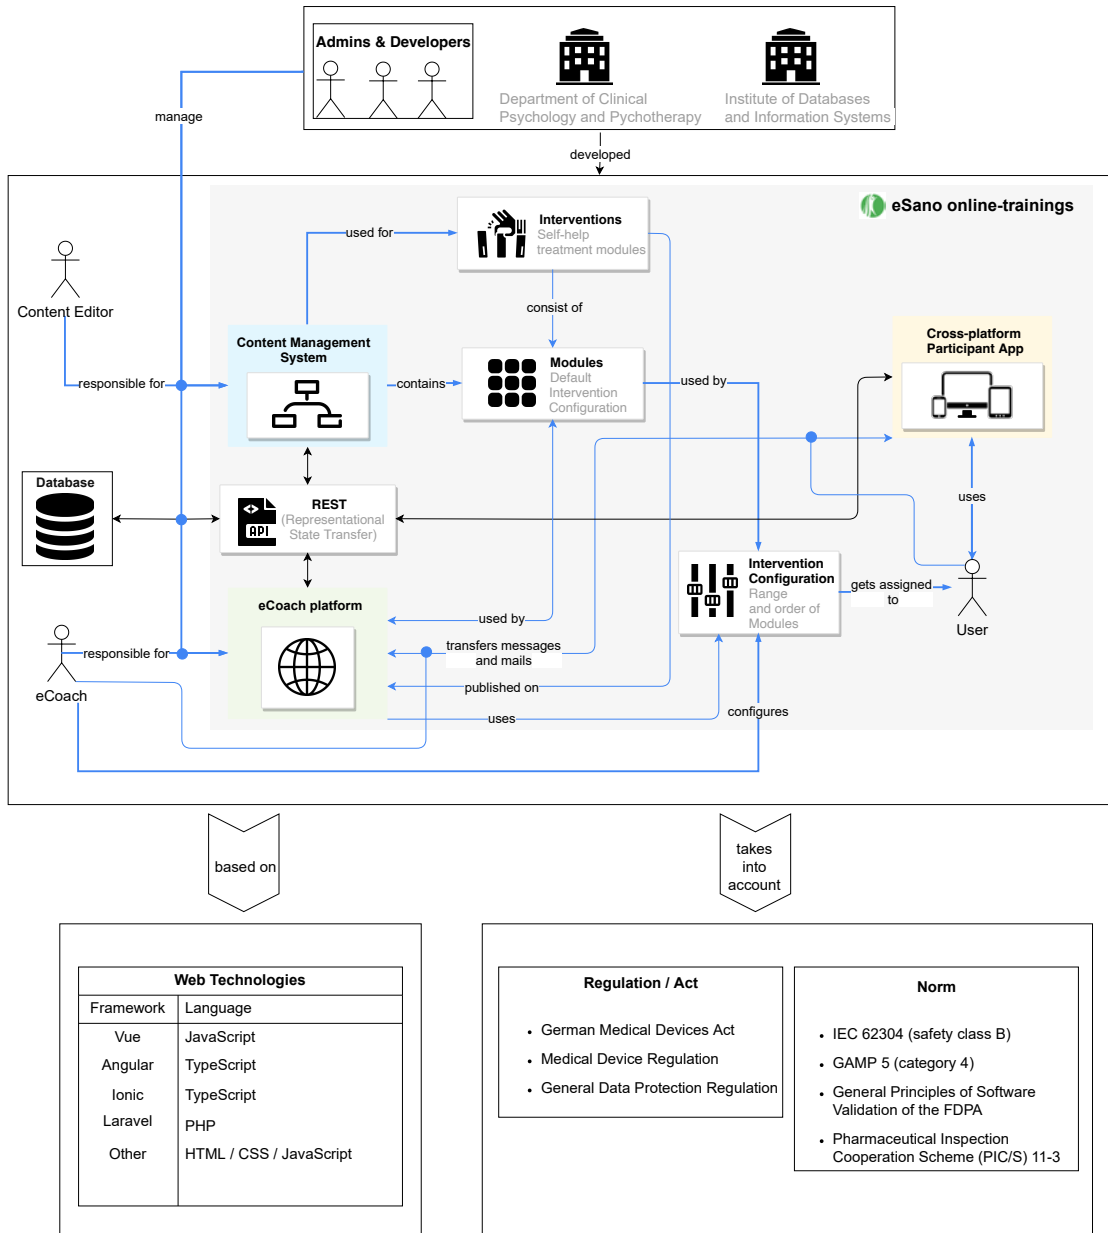 Admins & Developers
Department of Clinical
Psychology and Pychotherapy
Institute of Databases
and Information Systems
manage
developed
eSano online-trainings
Interventions
Self-help
treatment modules
used for
Content Editor
consist of
Content Management
System
Cross-platform
Participant App
responsible for
contains
Modules
Default
Intervention
Configuration
used by
Database
REST
(Representational
State Transfer)
API
uses
Intervention
Configuration
Range
and order of
Modules
gets assigned
to
User
eCoach platform
used by
responsible for
transfers messages
and mails
eCoach
published on
uses
configures
based on
takes
into
account
Web Technologies
Framework Language
Vue JavaScript
Angular TypeScript
Ionic TypeScript
Laravel PHP
Other HTML / CSS / JavaScript
Regulation / Act
• German Medical Devices Act
• Medical Device Regulation
• General Data Protection Regulation
Norm
• IEC 62304 (safety class B)
• GAMP 5 (category 4)
• General Principles of Software
Validation of the FDPA
• Pharmaceutical Inspection
Cooperation Scheme (PIC/S) 11-3